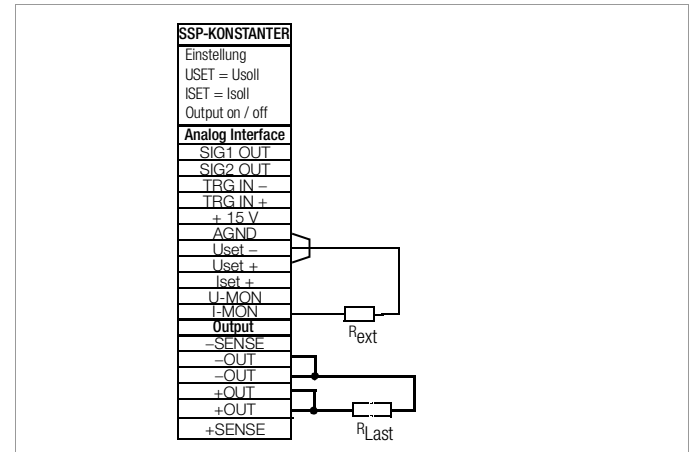 SSP-KONSTANTER
Einstellung
USET = Usoll
ISET = Isoll
Output on / off
Analog Interface
SIG1 OUT
SIG2 OUT
TRG IN –
TRG IN +
+ 15 V
AGND
Uset –
Uset +
Iset +
U-MON
I-MON
Rext
Output
–SENSE
–OUT
–OUT
+OUT
+OUT
+SENSE
RLast